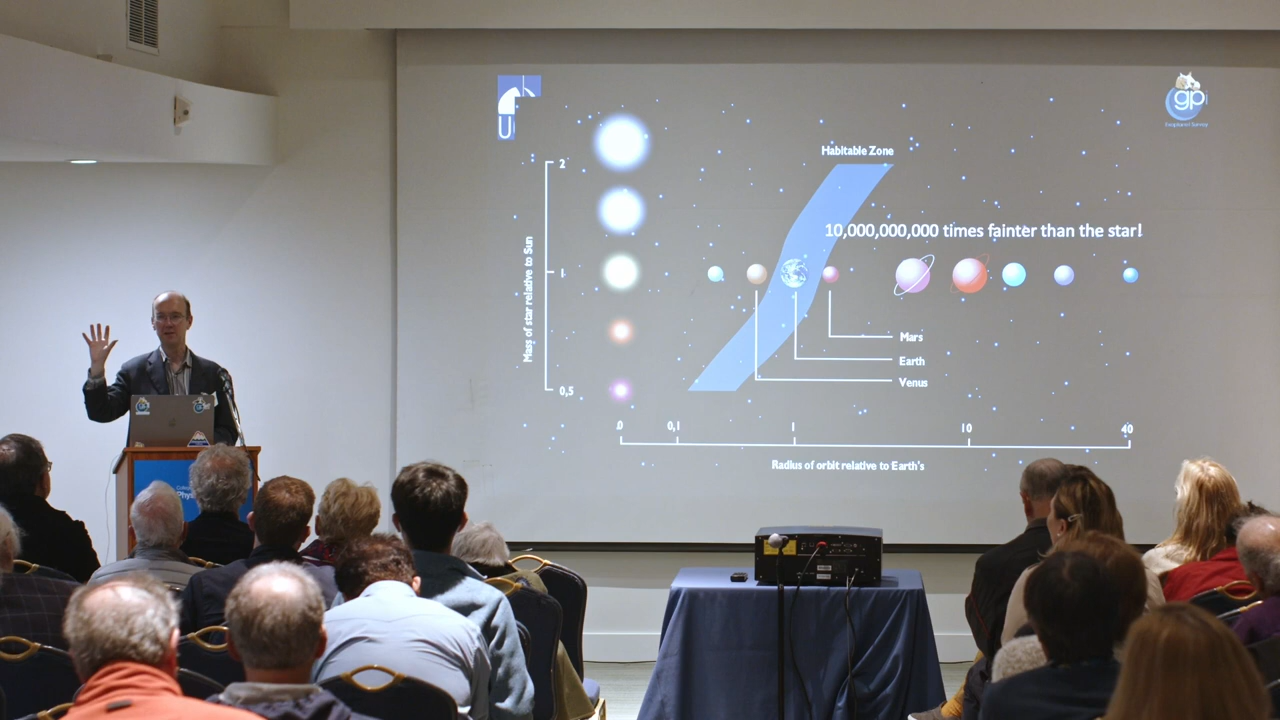 U
gp
Habitable Zone
2
10,000,000,000 times fainter than the star!
Mass of star relative to Sun
1
Mars
Earth
Venus
0,5
0
0,1
1
10
40
Radius of orbit relative to Earth's